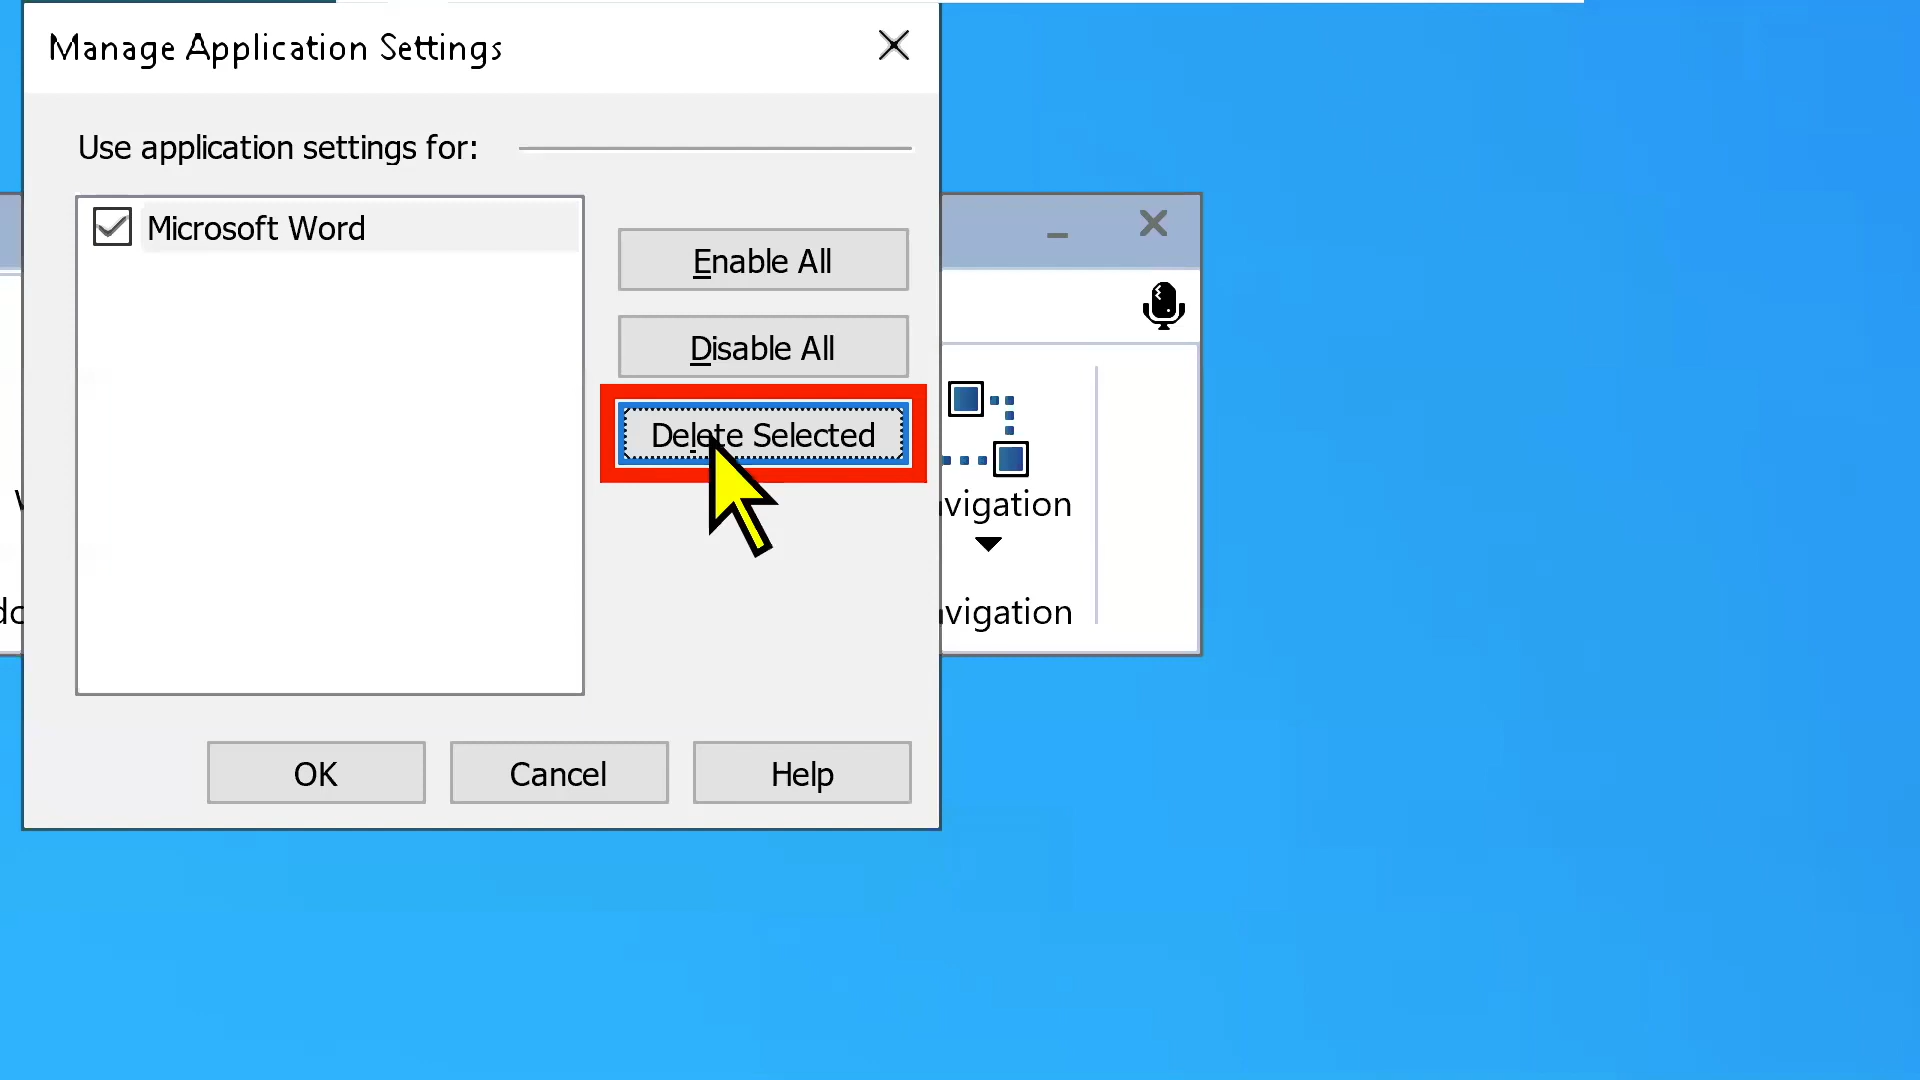 Manage Application Settings
Use application settings for:
Microsoft Word
Enable All
Disable All
Delete Selected
OK
Cancel
Help
vigation
vigation